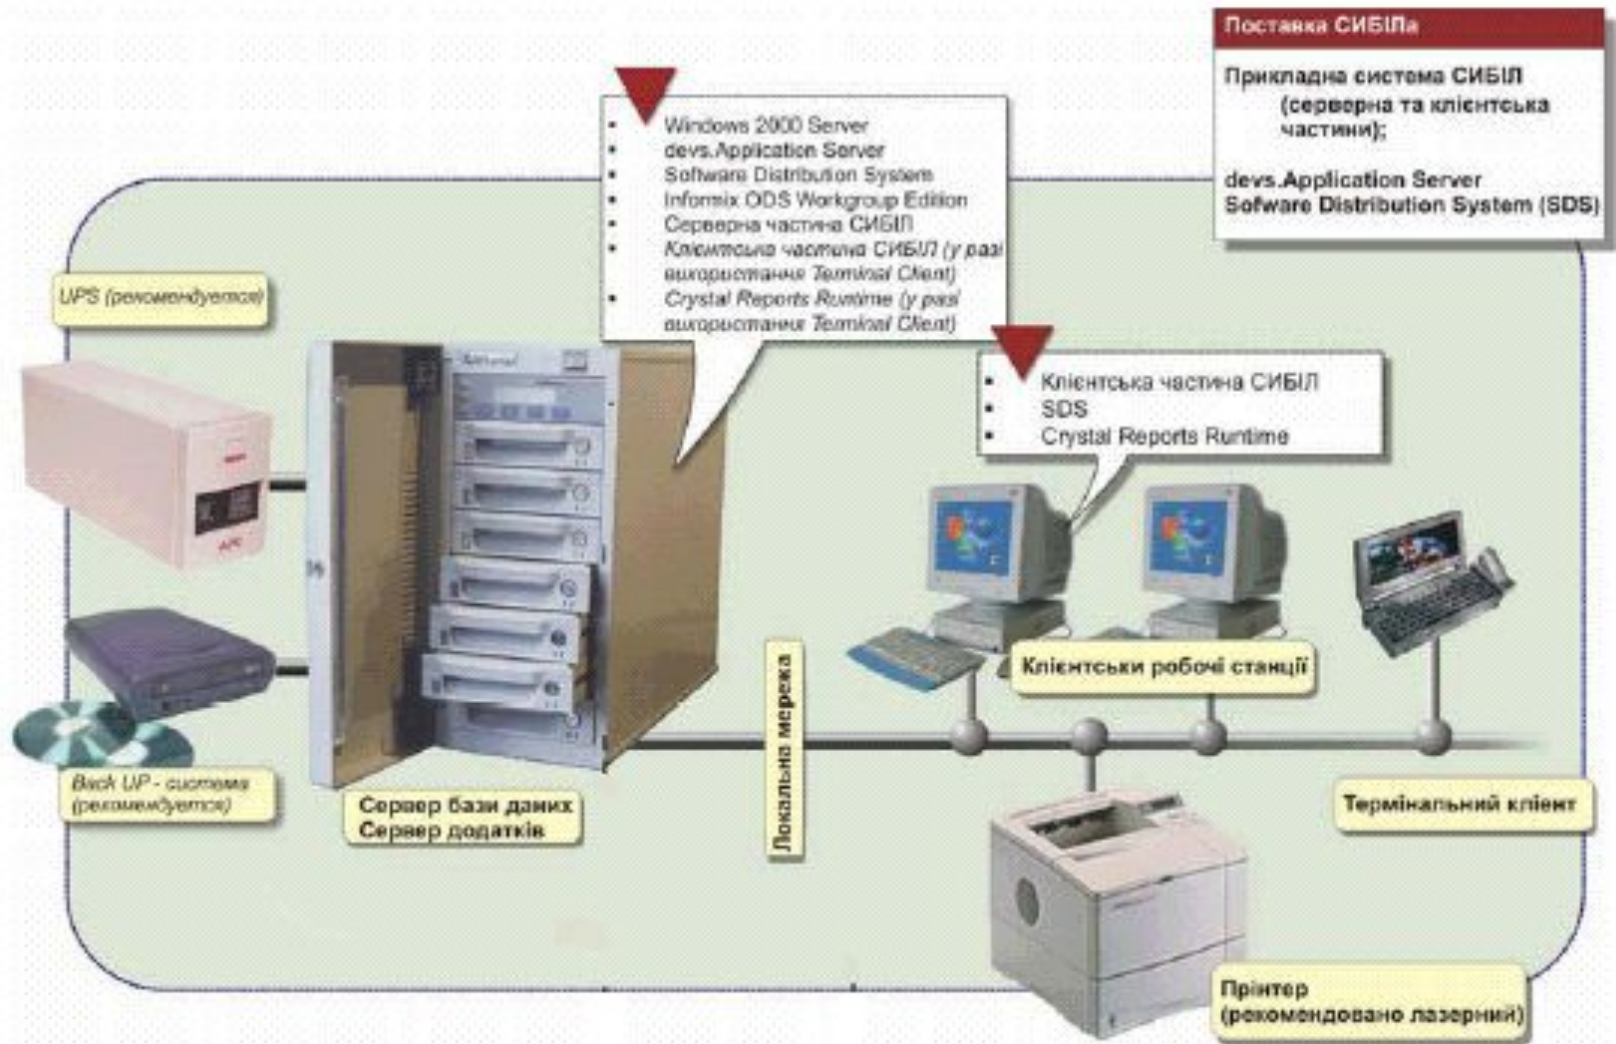 Поставка СИБІЛа
Прикладна система СИБІЛ
(серверна та клієнтська
частини);
devs.Application Server
Sofware Distribution System (SDS)
Windows 2000 Server
devs.Application Server
Software Distribution System
Informix ODS Workgroup Edition
Серверна частина СИБІЛ
Клієнтська частина СИБІЛ (у разі
використання Terminal Client)
Crystal Reports Runtime (у разі
використання Terminal Client)
UPS (рекомендуется)
Клієнтська частина СИБІЛ
SDS
Crystal Reports Runtime
APC
Клієнтськи робочі станції
Локальна мережа
Back UP - система
(рекомендуется)
Сервер бази даних
Сервер додатків
Термінальний клієнт
Прінтер
(рекомендовано лазерний)